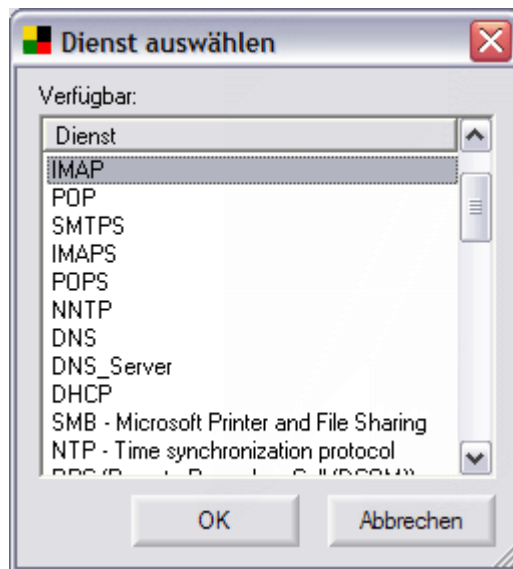 Dienst auswählen
Verfügbar:
Dienst
IMAP
POP
SMTPS
IMAPS
POPS
NNTP
DNS
DNS_Server
DHCP
SMB - Microsoft Printer and File Sharing
NTP - Time synchronization protocol
OK
Abbrechen